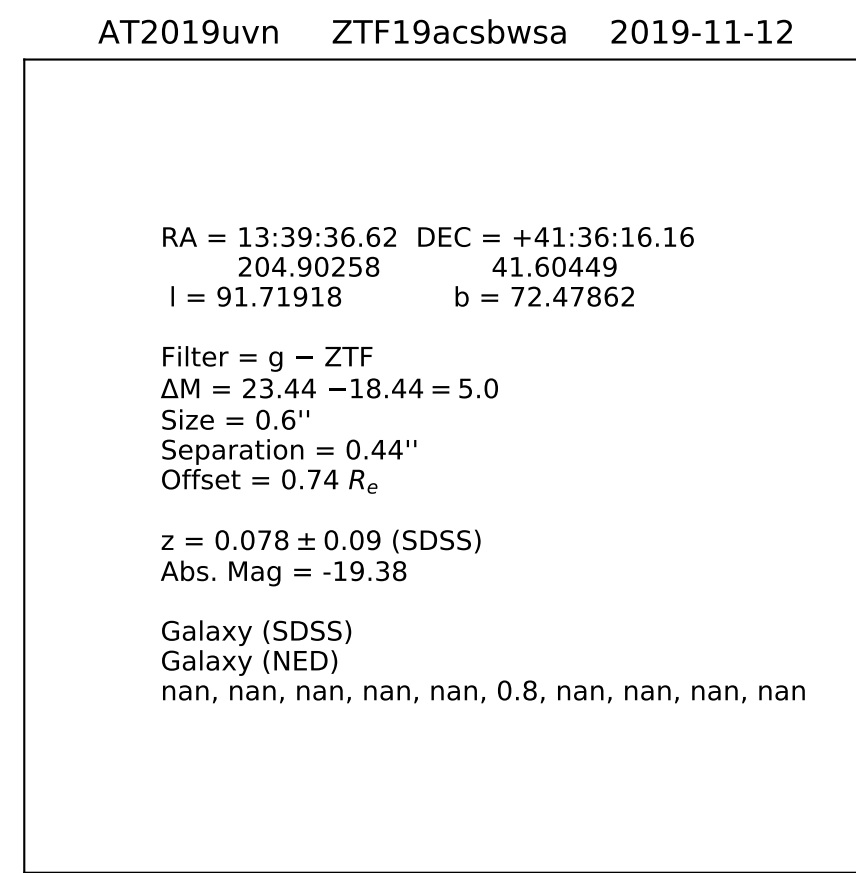 AT2019uvn ZTF19acsbwsa 2019-11-12
RA = 13:39:36.62 DEC = +41:36:16.16
204.90258 41.60449
l = 91.71918 b = 72.47862
Filter = g − ZTF
ΔM = 23.44 −18.44 = 5.0
Size = 0.6''
Separation = 0.44''
Offset = 0.74 Rₑ
z = 0.078 ± 0.09 (SDSS)
Abs. Mag = -19.38
Galaxy (SDSS)
Galaxy (NED)
nan, nan, nan, nan, nan, 0.8, nan, nan, nan, nan